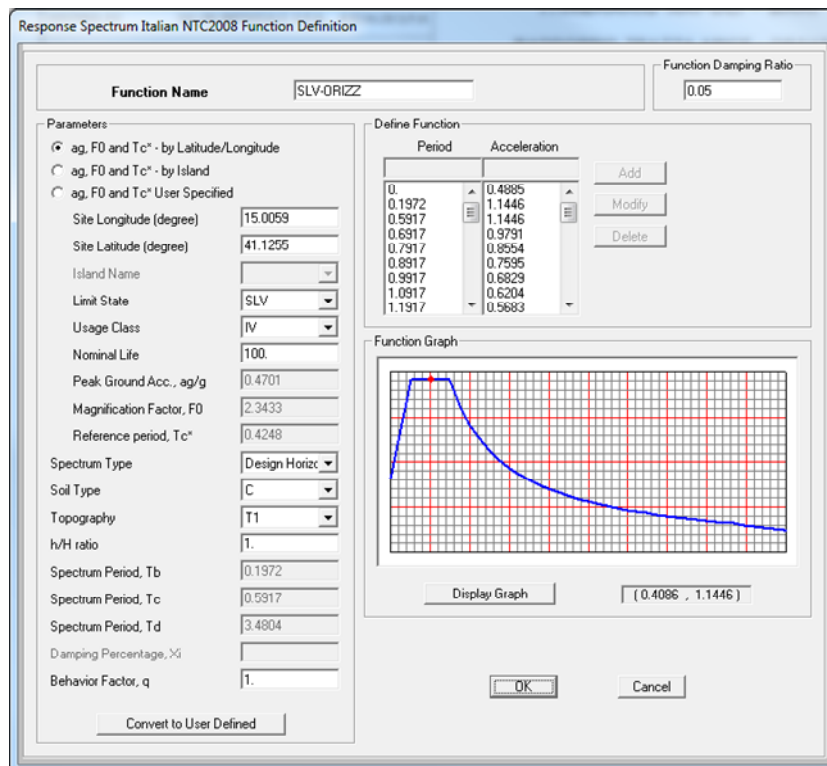 Response Spectrum Italian NTC2008 Function Definition
Function Damping Ratio
Function Name SLV-ORIZZ 0.05
Parameters
ag, F0 and Tc* - by Latitude/Longitude
ag, F0 and Tc* - by Island
ag, F0 and Tc* User Specified
Site Longitude (degree) 15.0059
Site Latitude (degree) 41.1255
Island Name
Limit State SLV
Usage Class IV
Nominal Life 100.
Peak Ground Acc., ag/g 0.4701
Magnification Factor, F0 2.3433
Reference period, Tc* 0.4248
Spectrum Type Design Horizo
Soil Type C
Topography T1
h/H ratio 1.
Spectrum Period, Tb 0.1972
Spectrum Period, Tc 0.5917
Spectrum Period, Td 3.4804
Damping Percentage, Xi
Behavior Factor, q 1.
Convert to User Defined
Define Function
Period Acceleration
0. 0.4885
0.1972 1.1446
0.5917 1.1446
0.6917 0.9791
0.7917 0.8554
0.8917 0.7595
0.9917 0.6829
1.0917 0.6204
1.1917 0.5683
Add
Modify
Delete
Function Graph
Display Graph (0.4086 , 1.1446 )
OK Cancel